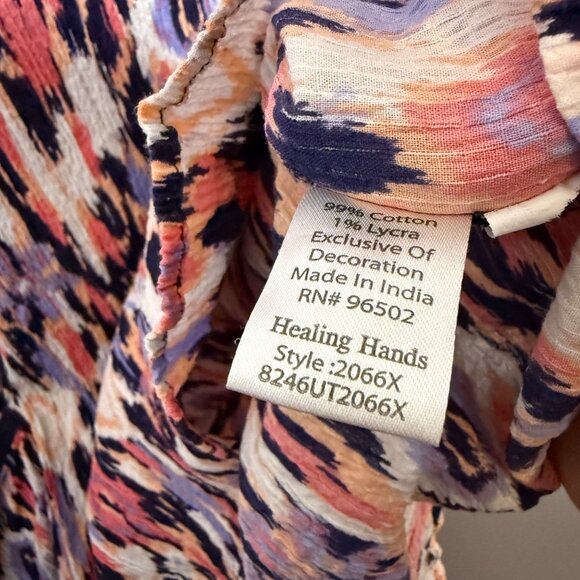 99% Cotton
1% Lycra
Exclusive Of
Decoration
Made In India
RN# 96502
Healing Hands
Style :2066X
8246UT2066X